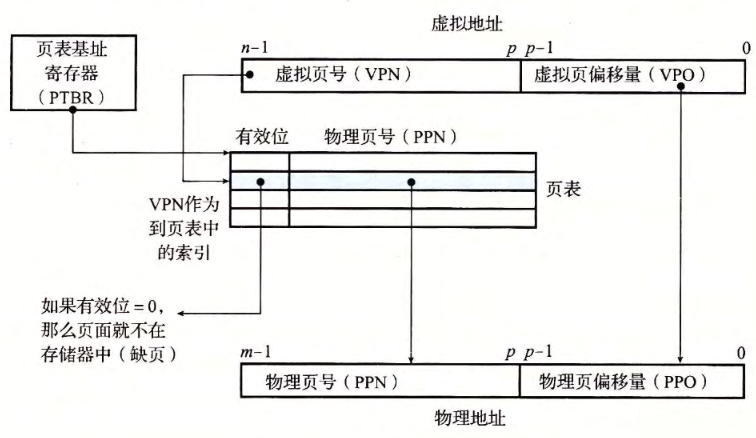 虚拟地址
页表基址
寄存器
（PTBR）
n-1
p p-1
0
虚拟页号（VPN）
虚拟页偏移量（VPO）
有效位
物理页号（PPN）
页表
VPN作为
到页表中
的索引
如果有效位=0，
那么页面就不在
存储器中（缺页）
m-1
p p-1
0
物理页号（PPN）
物理页偏移量（PPO）
物理地址